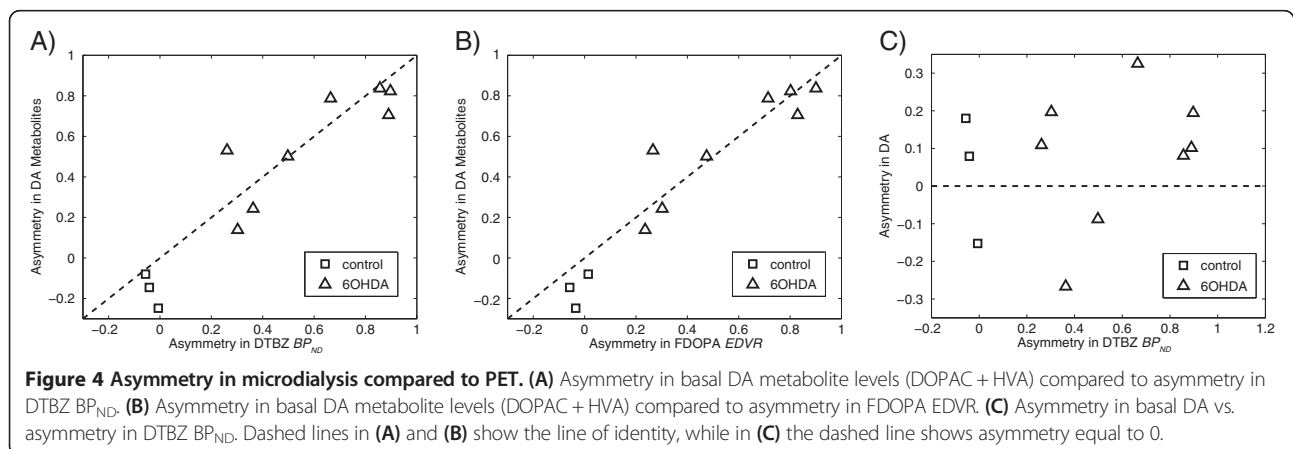 A)
1
0.8
0.6
0.4
0.2
0
−0.2
Asymmetry in DA Metabolites
−0.2 0 0.2 0.4 0.6 0.8 1
Asymmetry in DTBZ BP_ND
control
6OHDA
B)
1
0.8
0.6
0.4
0.2
0
−0.2
Asymmetry in DA Metabolites
−0.2 0 0.2 0.4 0.6 0.8 1
Asymmetry in FDOPA EDVR
control
6OHDA
C)
0.3
0.2
0.1
0
−0.1
−0.2
−0.3
Asymmetry in DA
−0.2 0 0.2 0.4 0.6 0.8 1 1.2
Asymmetry in DTBZ BP_ND
control
6OHDA
Figure 4 Asymmetry in microdialysis compared to PET. (A) Asymmetry in basal DA metabolite levels (DOPAC + HVA) compared to asymmetry in
DTBZ BP_ND. (B) Asymmetry in basal DA metabolite levels (DOPAC + HVA) compared to asymmetry in FDOPA EDVR. (C) Asymmetry in basal DA vs.
asymmetry in DTBZ BP_ND. Dashed lines in (A) and (B) show the line of identity, while in (C) the dashed line shows asymmetry equal to 0.